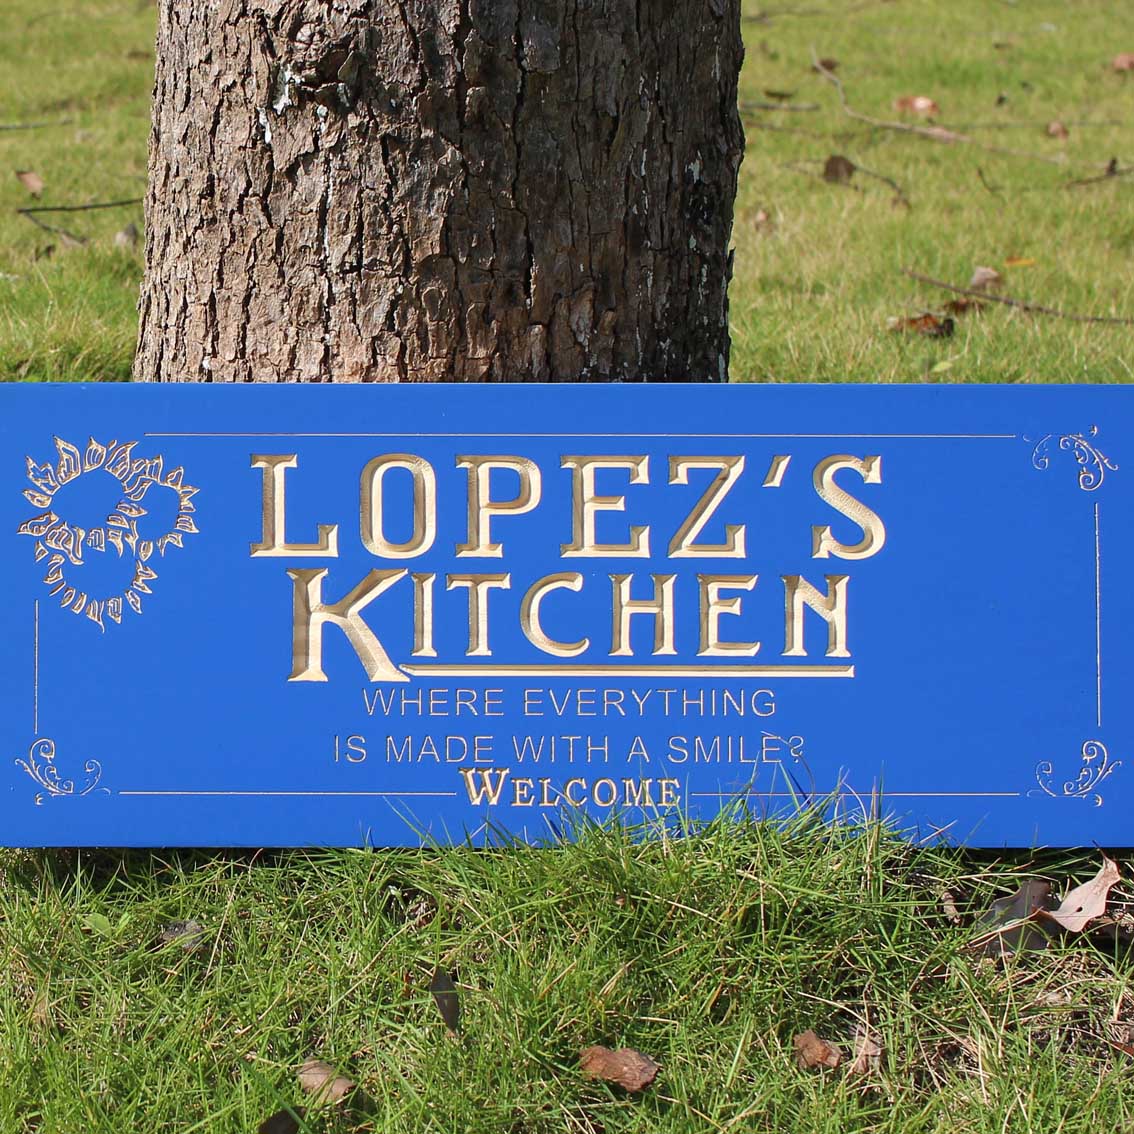 LOPEZ'S
KITCHEN
WHERE EVERYTHING
IS MADE WITH A SMILE?
WELCOME